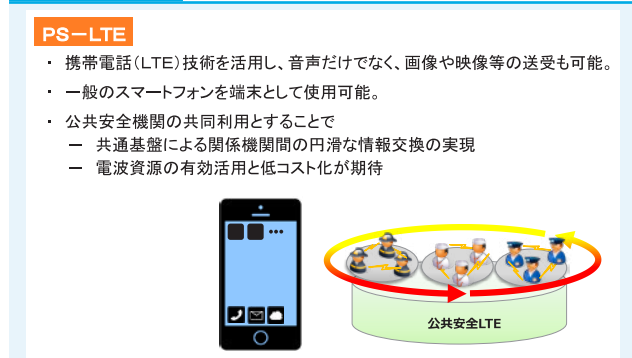 PS－LTE
・ 携帯電話（LTE）技術を活用し、音声だけでなく、画像や映像等の送受も可能。
・ 一般のスマートフォンを端末として使用可能。
・ 公共安全機関の共同利用とすることで
－ 共通基盤による関係機関間の円滑な情報交換の実現
－ 電波資源の有効活用と低コスト化が期待
公共安全LTE